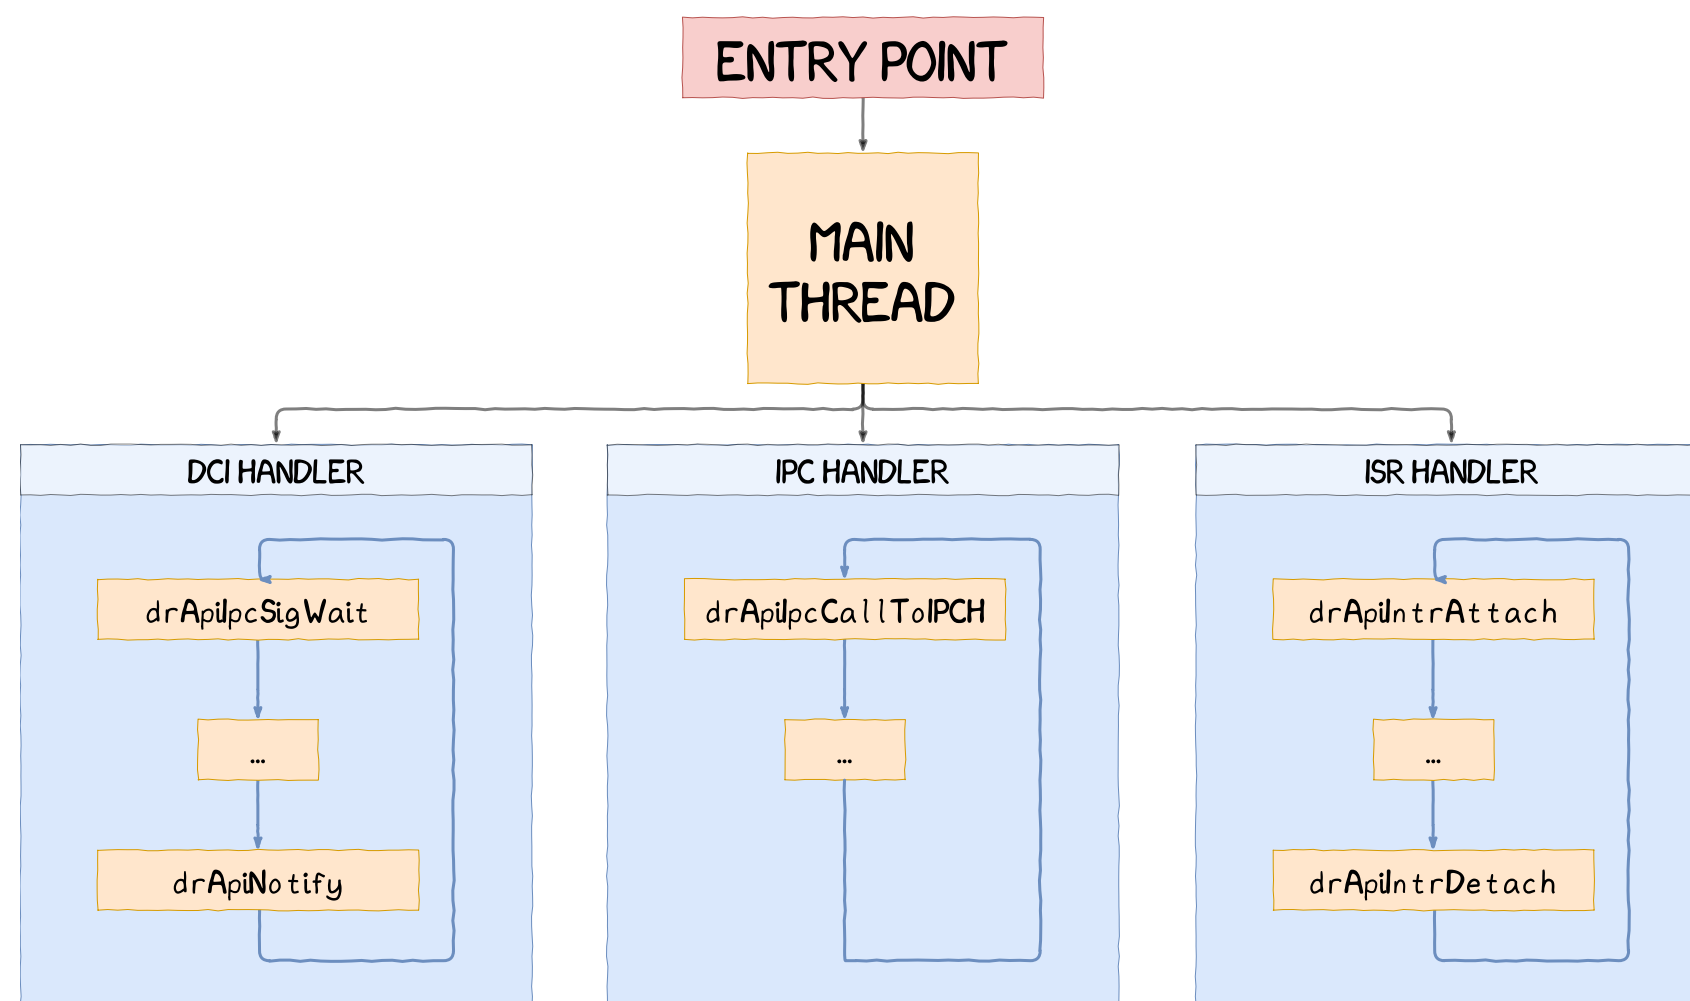 ENTRY POINT
MAIN
THREAD
DCI HANDLER
drApiIpcSigWait
...
drApiNotify
IPC HANDLER
drApiIpcCallToIPCH
...
ISR HANDLER
drApiIntrAttach
...
drApiIntrDetach